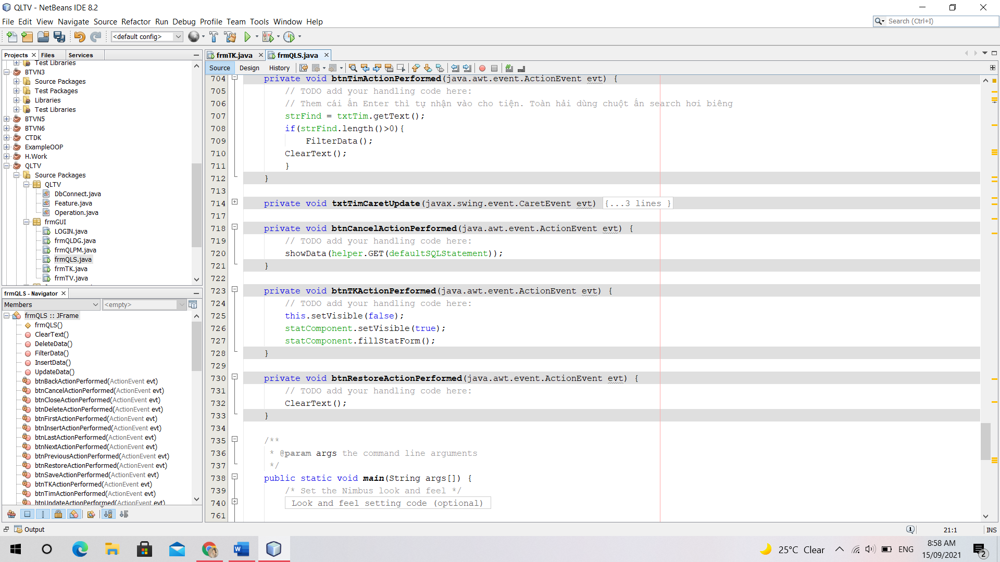 QLTV - NetBeans IDE 8.2
File Edit View Navigate Source Refactor Run Debug Profile Team Tools Window Help
Search (Ctrl+I)
<default config>
Projects Files Services
Test Libraries
BTVN3
Source Packages
Test Packages
Libraries
Test Libraries
BTVN5
BTVN6
CTDK
ExampleOOP
H.Work
QLTV
Source Packages
QLTV
DbConnect.java
Feature.java
Operation.java
frmGUI
LOGIN.java
frmQLDG.java
frmQLPM.java
frmQLS.java
frmTK.java
frmTV.java
frmQLS - Navigator
Members <empty>
frmQLS :: JFrame
frmQLS()
ClearText()
DeleteData()
FilterData()
InsertData()
UpdateData()
btnBackActionPerformed(ActionEvent evt)
btnCancelActionPerformed(ActionEvent evt)
btnCloseActionPerformed(ActionEvent evt)
btnDeleteActionPerformed(ActionEvent evt)
btnFirstActionPerformed(ActionEvent evt)
btnInsertActionPerformed(ActionEvent evt)
btnLastActionPerformed(ActionEvent evt)
btnNextActionPerformed(ActionEvent evt)
btnPreviousActionPerformed(ActionEvent evt)
btnRestoreActionPerformed(ActionEvent evt)
btnSaveActionPerformed(ActionEvent evt)
btnTKActionPerformed(ActionEvent evt)
btnTimActionPerformed(ActionEvent evt)
btnUpdateActionPerformed(ActionEvent evt)
frmTK.java frmQLS.java
Source Design History
704 private void btnTimActionPerformed(java.awt.event.ActionEvent evt) {
705 // TODO add your handling code here:
706 // Them cái ấn Enter thì tự nhận vào cho tiện. Toàn hải dùng chuột ấn search hơi biêng
707 strFind = txtTim.getText();
708 if(strFind.length()>0){
709 FilterData();
710 ClearText();
711 }
712 }
713
714 private void txtTimCaretUpdate(javax.swing.event.CaretEvent evt) {...3 lines }
717
718 private void btnCancelActionPerformed(java.awt.event.ActionEvent evt) {
719 // TODO add your handling code here:
720 showData(helper.GET(defaultSQLStatement));
721 }
722
723 private void btnTKActionPerformed(java.awt.event.ActionEvent evt) {
724 // TODO add your handling code here:
725 this.setVisible(false);
726 statComponent.setVisible(true);
727 statComponent.fillStatForm();
728 }
729
730 private void btnRestoreActionPerformed(java.awt.event.ActionEvent evt) {
731 // TODO add your handling code here:
732 ClearText();
733 }
734
735 /**
736 * @param args the command line arguments
737 */
738 public static void main(String args[]) {
739 /* Set the Nimbus look and feel */
740 Look and feel setting code (optional)
761
Output
1
21:1 INS
25°C Clear
ENG
8:58 AM
15/09/2021
2